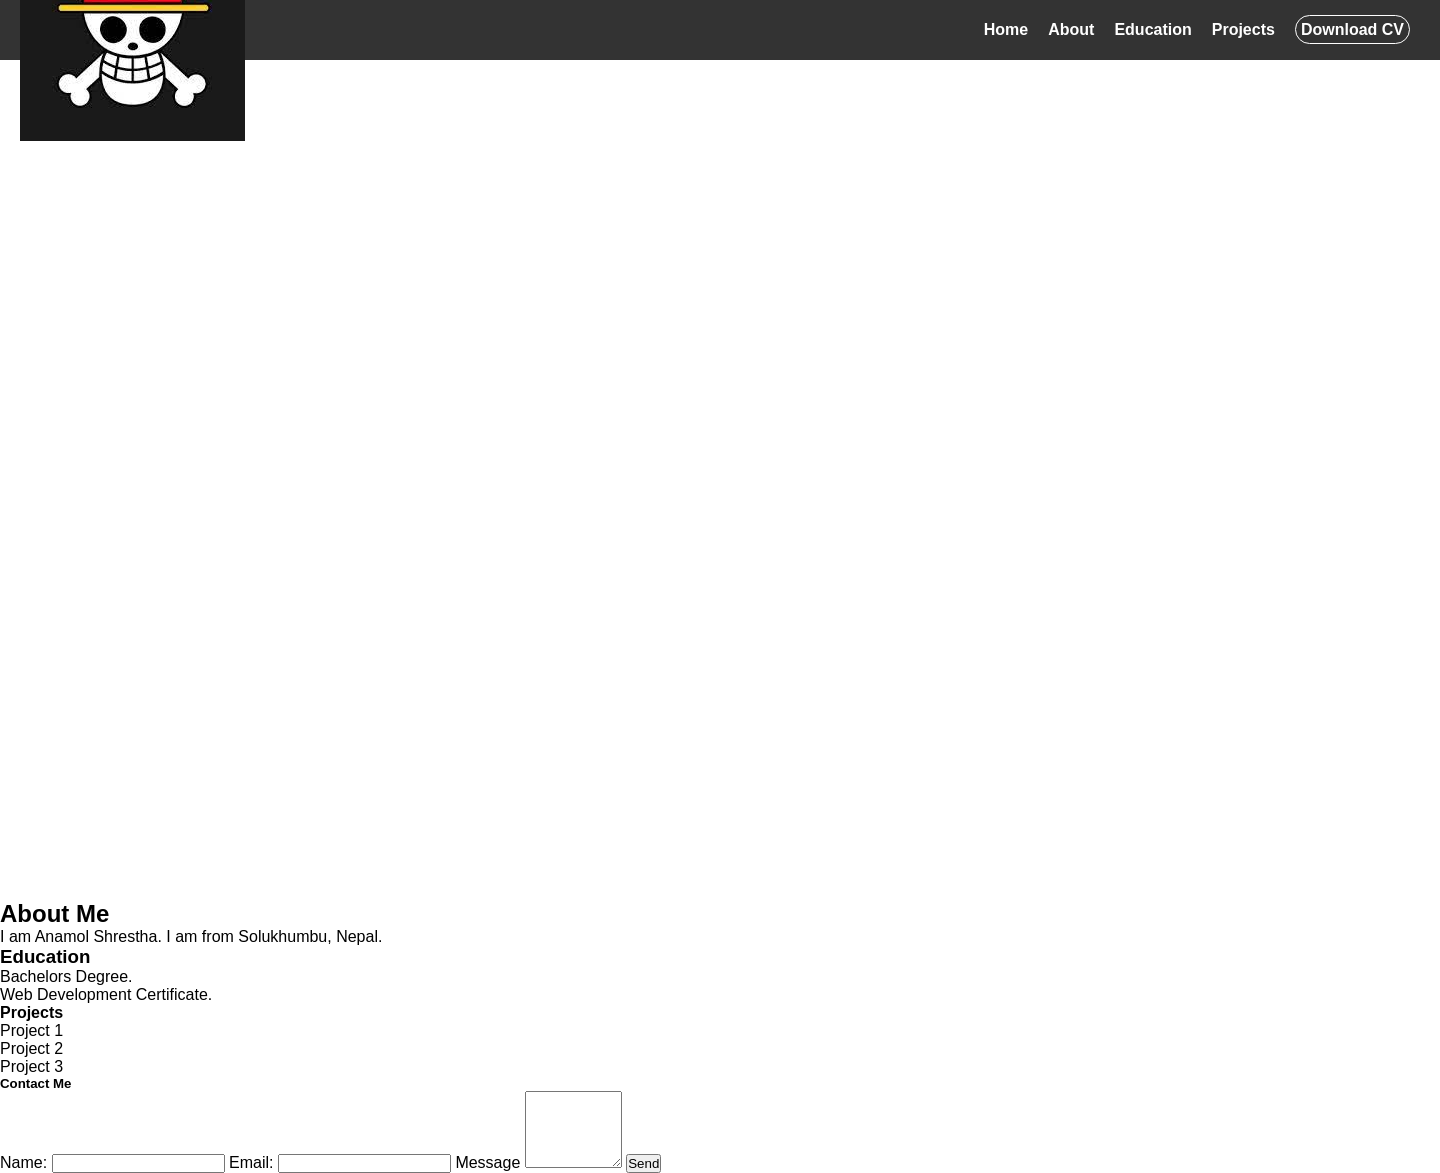 Home About Education Projects Download CV
About Me
I am Anamol Shrestha. I am from Solukhumbu, Nepal.
Education
Bachelors Degree.
Web Development Certificate.
Projects
Project 1
Project 2
Project 3
Contact Me
Name: Email: Message Send